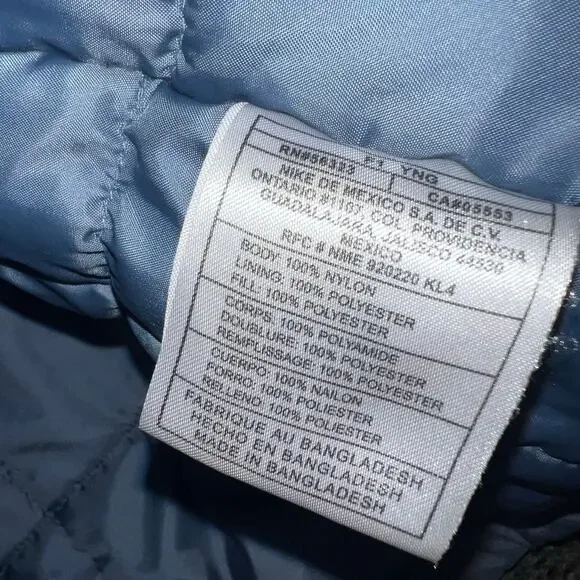 F1 YNG
RN#56323 CA#05553
NIKE DE MEXICO S.A. DE C.V.
ONTARIO #1107, COL. PROVIDENCIA
GUADALAJARA, JALISCO 44630
MEXICO
RFC # NME 920220 KL4
BODY: 100% NYLON
LINING: 100% POLYESTER
FILL: 100% POLYESTER
CORPS: 100% POLYAMIDE
DOUBLURE: 100% POLYESTER
REMPLISSAGE: 100% POLYESTER
CUERPO: 100% NAILON
FORRO: 100% POLIESTER
RELLENO: 100% POLIESTER
FABRIQUE AU BANGLADESH
HECHO EN BANGLADESH
MADE IN BANGLADESH